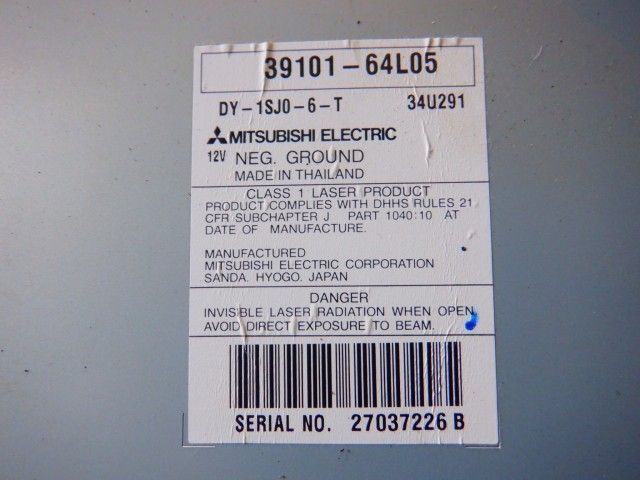 39101-64L05
DY-1SJ0-6-T 34U291
MITSUBISHI ELECTRIC
12V NEG. GROUND
MADE IN THAILAND
CLASS 1 LASER PRODUCT
PRODUCT COMPLIES WITH DHHS RULES 21
CFR SUBCHAPTER J PART 1040:10 AT
DATE OF MANUFACTURE.
MANUFACTURED
MITSUBISHI ELECTRIC CORPORATION
SANDA. HYOGO. JAPAN
DANGER
INVISIBLE LASER RADIATION WHEN OPEN
AVOID DIRECT EXPOSURE TO BEAM.
SERIAL NO. 27037226 B